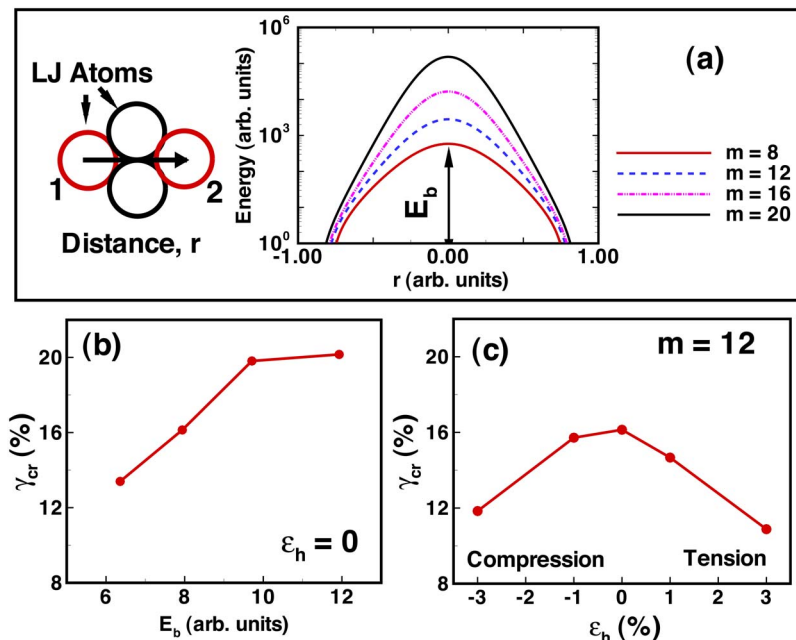 LJ Atoms
1
2
Distance, r
(a)
Energy (arb. units)
10^6
10^3
10^0
E_b
-1.00
0.00
1.00
r (arb. units)
m = 8
m = 12
m = 16
m = 20
(b)
γ_cr (%)
20
16
12
8
ε_h = 0
6
8
10
12
E_b (arb. units)
(c)
m = 12
γ_cr (%)
20
16
12
8
Compression
Tension
-3
-2
-1
0
1
2
3
ε_h (%)